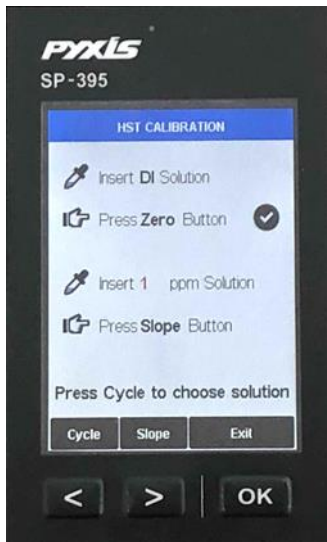 PYXIS
SP-395
HST CALIBRATION
Insert DI Solution
Press Zero Button
Insert 1 ppm Solution
Press Slope Button
Press Cycle to choose solution
Cycle Slope Exit
< > OK